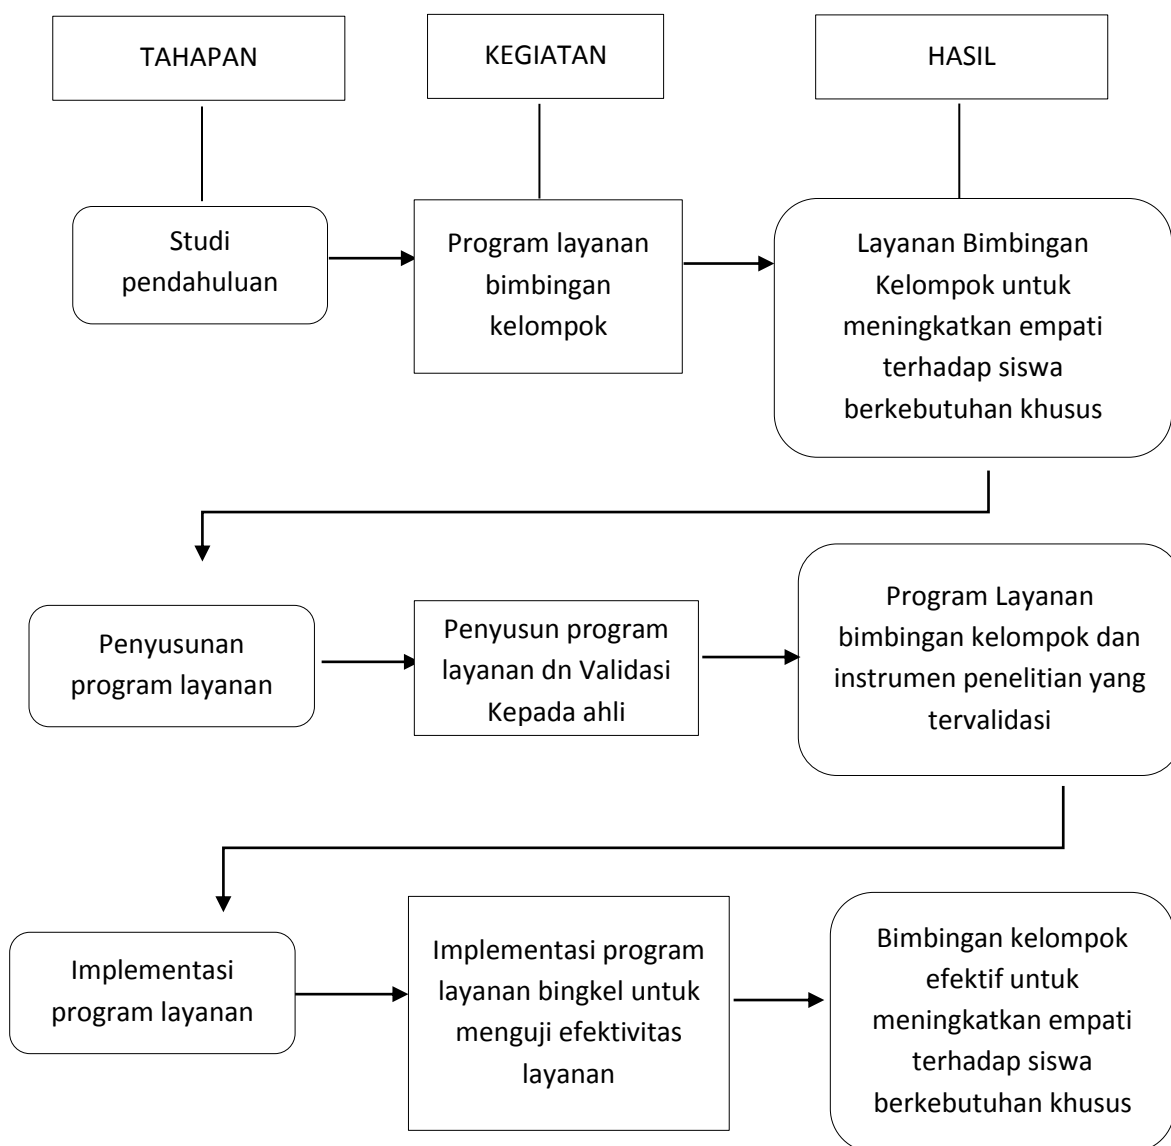 TAHAPAN
KEGIATAN
HASIL
Studi
pendahuluan
Program layanan
bimbingan
kelompok
Layanan Bimbingan
Kelompok untuk
meningkatkan empati
terhadap siswa
berkebutuhan khusus
Penyusunan
program layanan
Penyusun program
layanan dn Validasi
Kepada ahli
Program Layanan
bimbingan kelompok dan
instrumen penelitian yang
tervalidasi
Implementasi
program layanan
Implementasi program
layanan bingkel untuk
menguji efektivitas
layanan
Bimbingan kelompok
efektif untuk
meningkatkan empati
terhadap siswa
berkebutuhan khusus